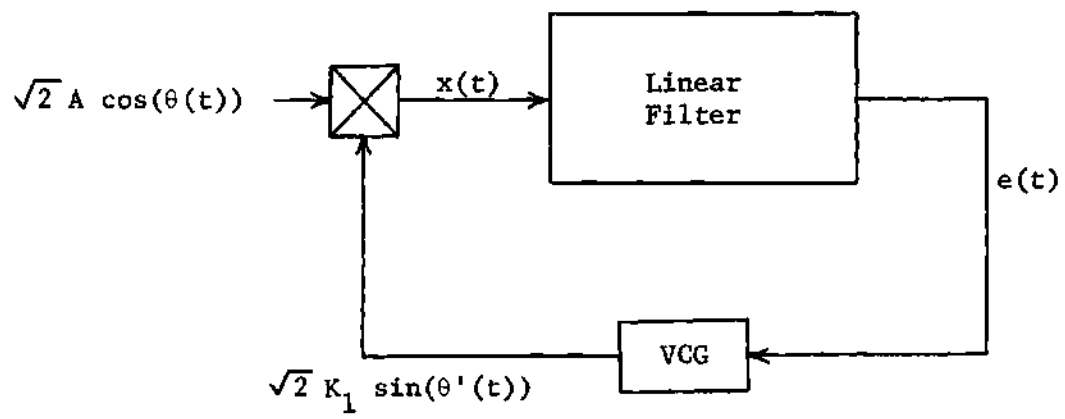 √2 A cos(θ(t))
x(t)
Linear
Filter
e(t)
VCG
√2 K₁ sin(θ'(t))